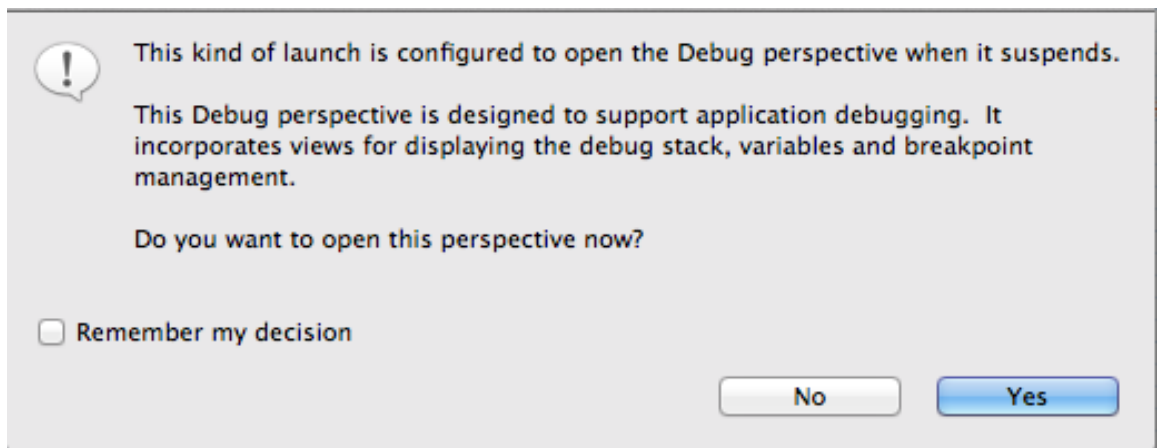 This kind of launch is configured to open the Debug perspective when it suspends.
This Debug perspective is designed to support application debugging.  It
incorporates views for displaying the debug stack, variables and breakpoint
management.
Do you want to open this perspective now?
Remember my decision
No
Yes